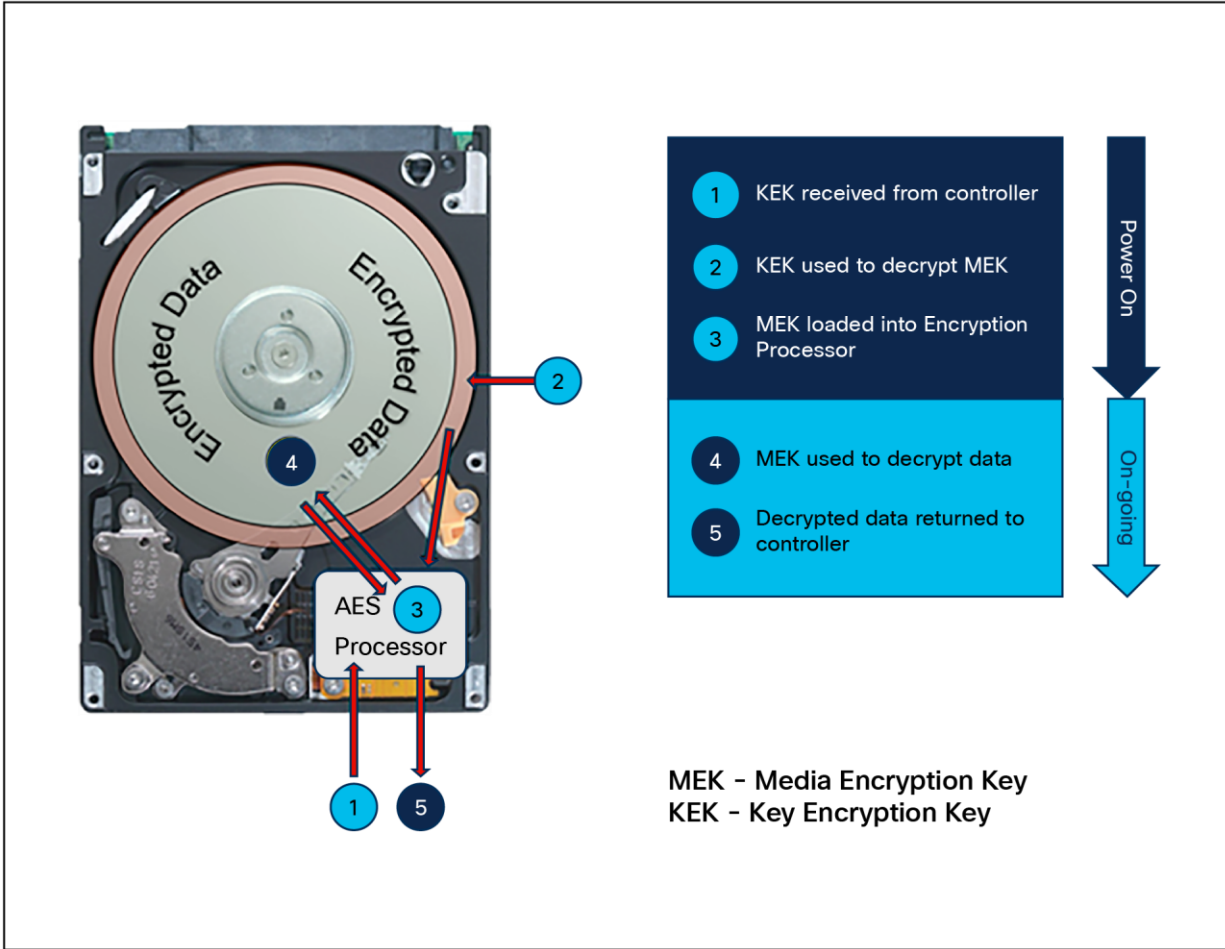 Encrypted Data
Encrypted Data
4
2
AES
3
Processor
1
5
1
KEK received from controller
2
KEK used to decrypt MEK
3
MEK loaded into Encryption
Processor
4
MEK used to decrypt data
5
Decrypted data returned to
controller
Power On
On-going
MEK - Media Encryption Key
KEK - Key Encryption Key